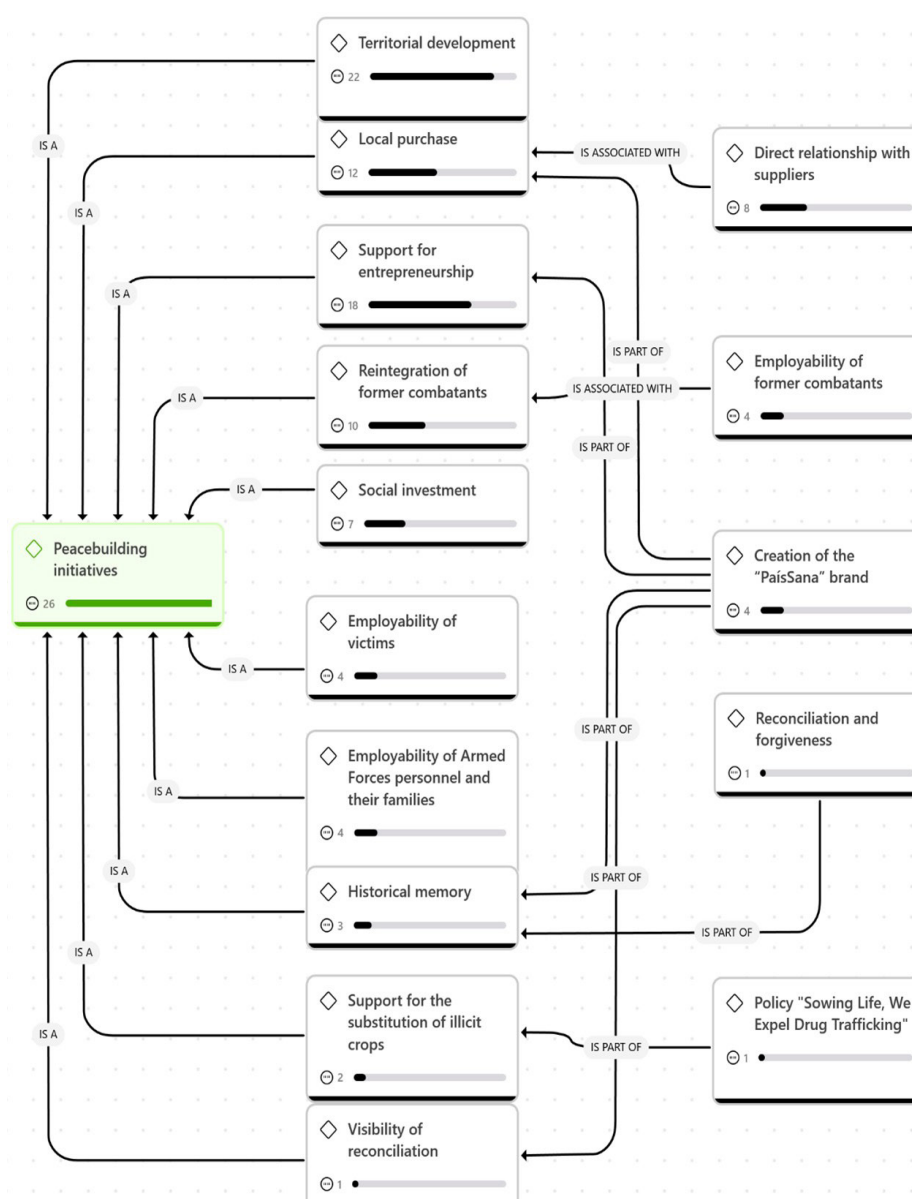 Territorial development
22
IS A
Local purchase
12
IS ASSOCIATED WITH
Direct relationship with
suppliers
8
IS A
Support for
entrepreneurship
18
IS A
IS PART OF
Reintegration of
former combatants
10
IS A
IS ASSOCIATED WITH
Employability of
former combatants
4
IS PART OF
Social investment
7
IS A
Peacebuilding
initiatives
26
Creation of the
“PaísSana” brand
4
Employability of
victims
4
IS A
Reconciliation and
forgiveness
1
IS PART OF
Employability of Armed
Forces personnel and
their families
4
IS A
Historical memory
3
IS A
IS PART OF
IS PART OF
Support for the
substitution of illicit
crops
2
IS A
IS PART OF
Policy "Sowing Life, We
Expel Drug Trafficking"
1
IS A
Visibility of
reconciliation
1